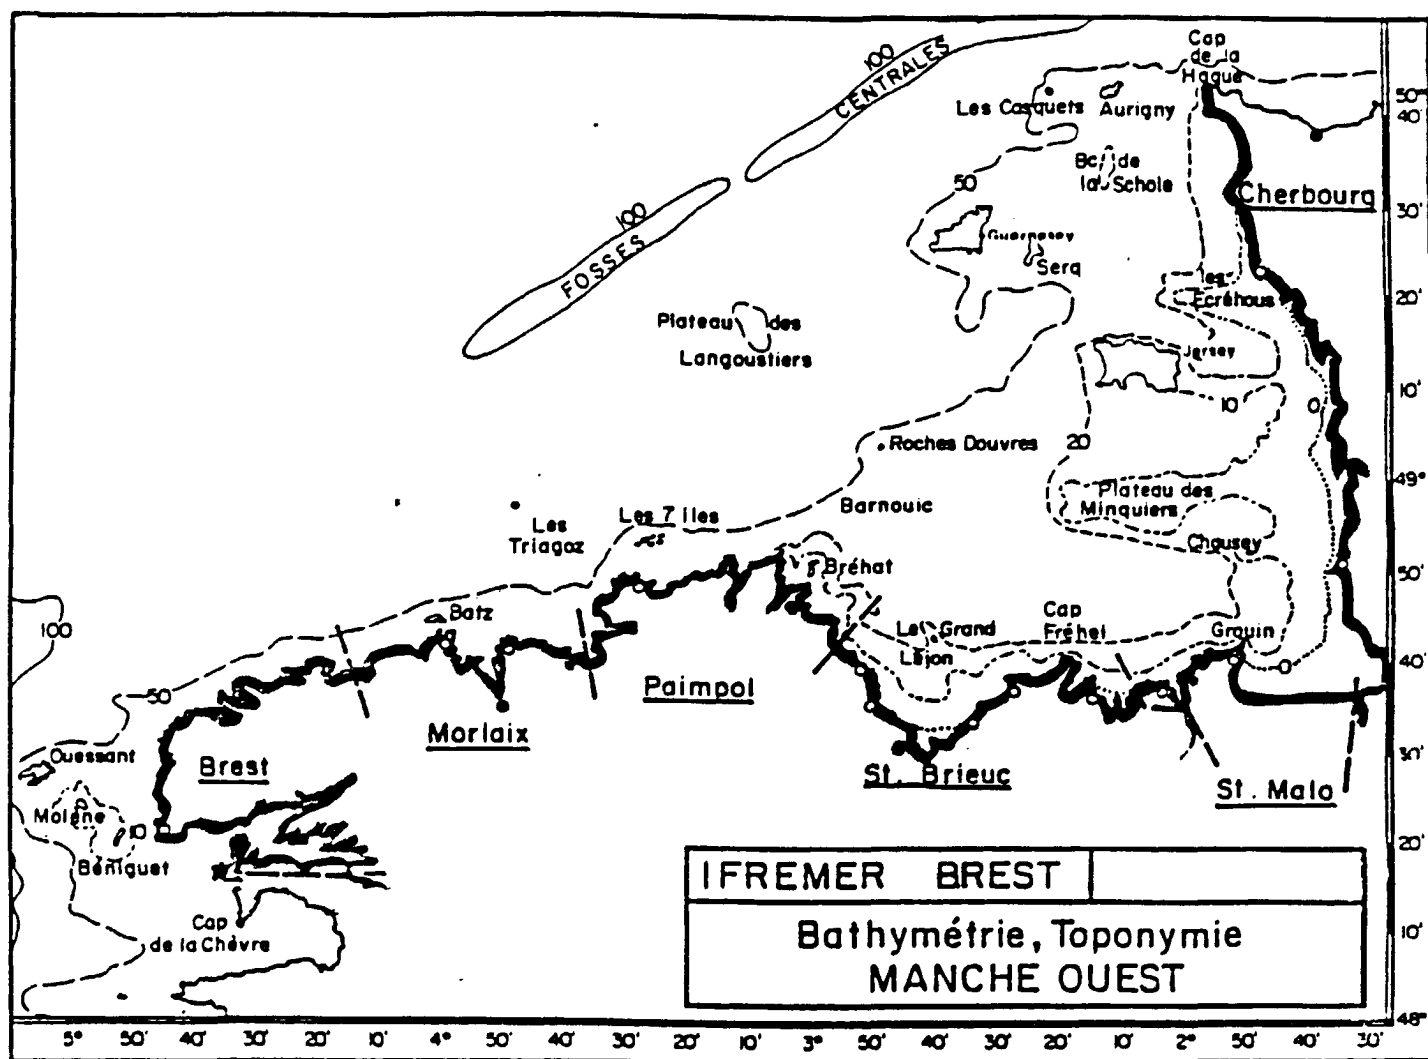 Cap
de la
Hague
100
CENTRALES
Les Casquets
Aurigny
50°
40'
Bc de
la Schole
50
Cherbourg
30'
100
FOSSES
Guernesey
Serq
Les
Ecréhous
20'
Plateau des
Langoustiers
Jersey
10'
10
0
20
Roches Douvres
49°
Plateau des
Minquiers
Barnouic
Les 7 Iles
Les
Triagoz
Chausey
50'
Bréhat
Batz
100
Le Grand
Léjon
Cap
Fréhel
Grouin
0
40'
50
Paimpol
Morlaix
Ouessant
Brest
St. Brieuc
St. Malo
30'
Molène
10
Béniguet
20'
IFREMER BREST
Cap
de la Chèvre
Bathymétrie, Toponymie
MANCHE OUEST
10'
48°
5° 50' 30' 20' 10' 4° 50' 30' 20' 10' 3° 50' 30' 20' 10' 2° 50' 30'